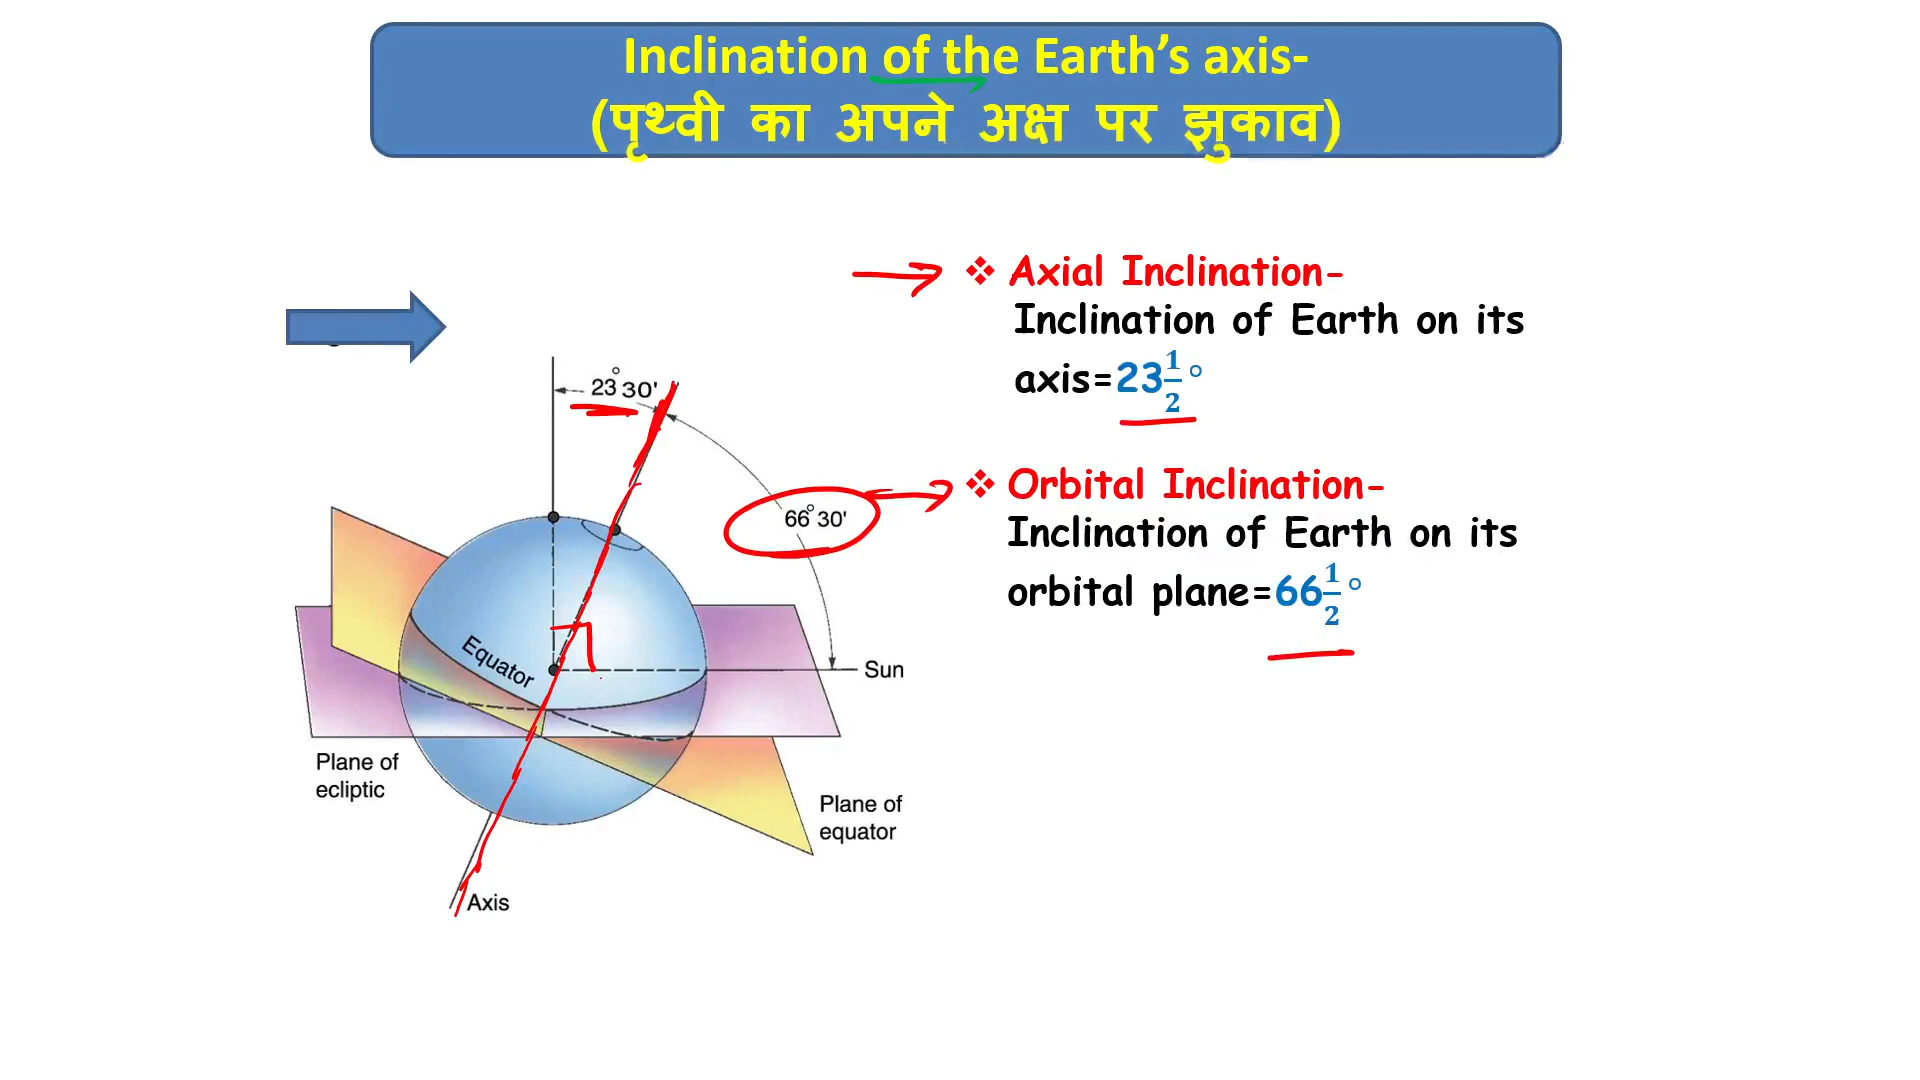 Inclination of the Earth’s axis-
(पृथ्वी का अपने अक्ष पर झुकाव)
❖ Axial Inclination-
Inclination of Earth on its
axis=23½°
❖ Orbital Inclination-
Inclination of Earth on its
orbital plane=66½°
23°30'
66°30'
Equator
Sun
Plane of
ecliptic
Plane of
equator
Axis